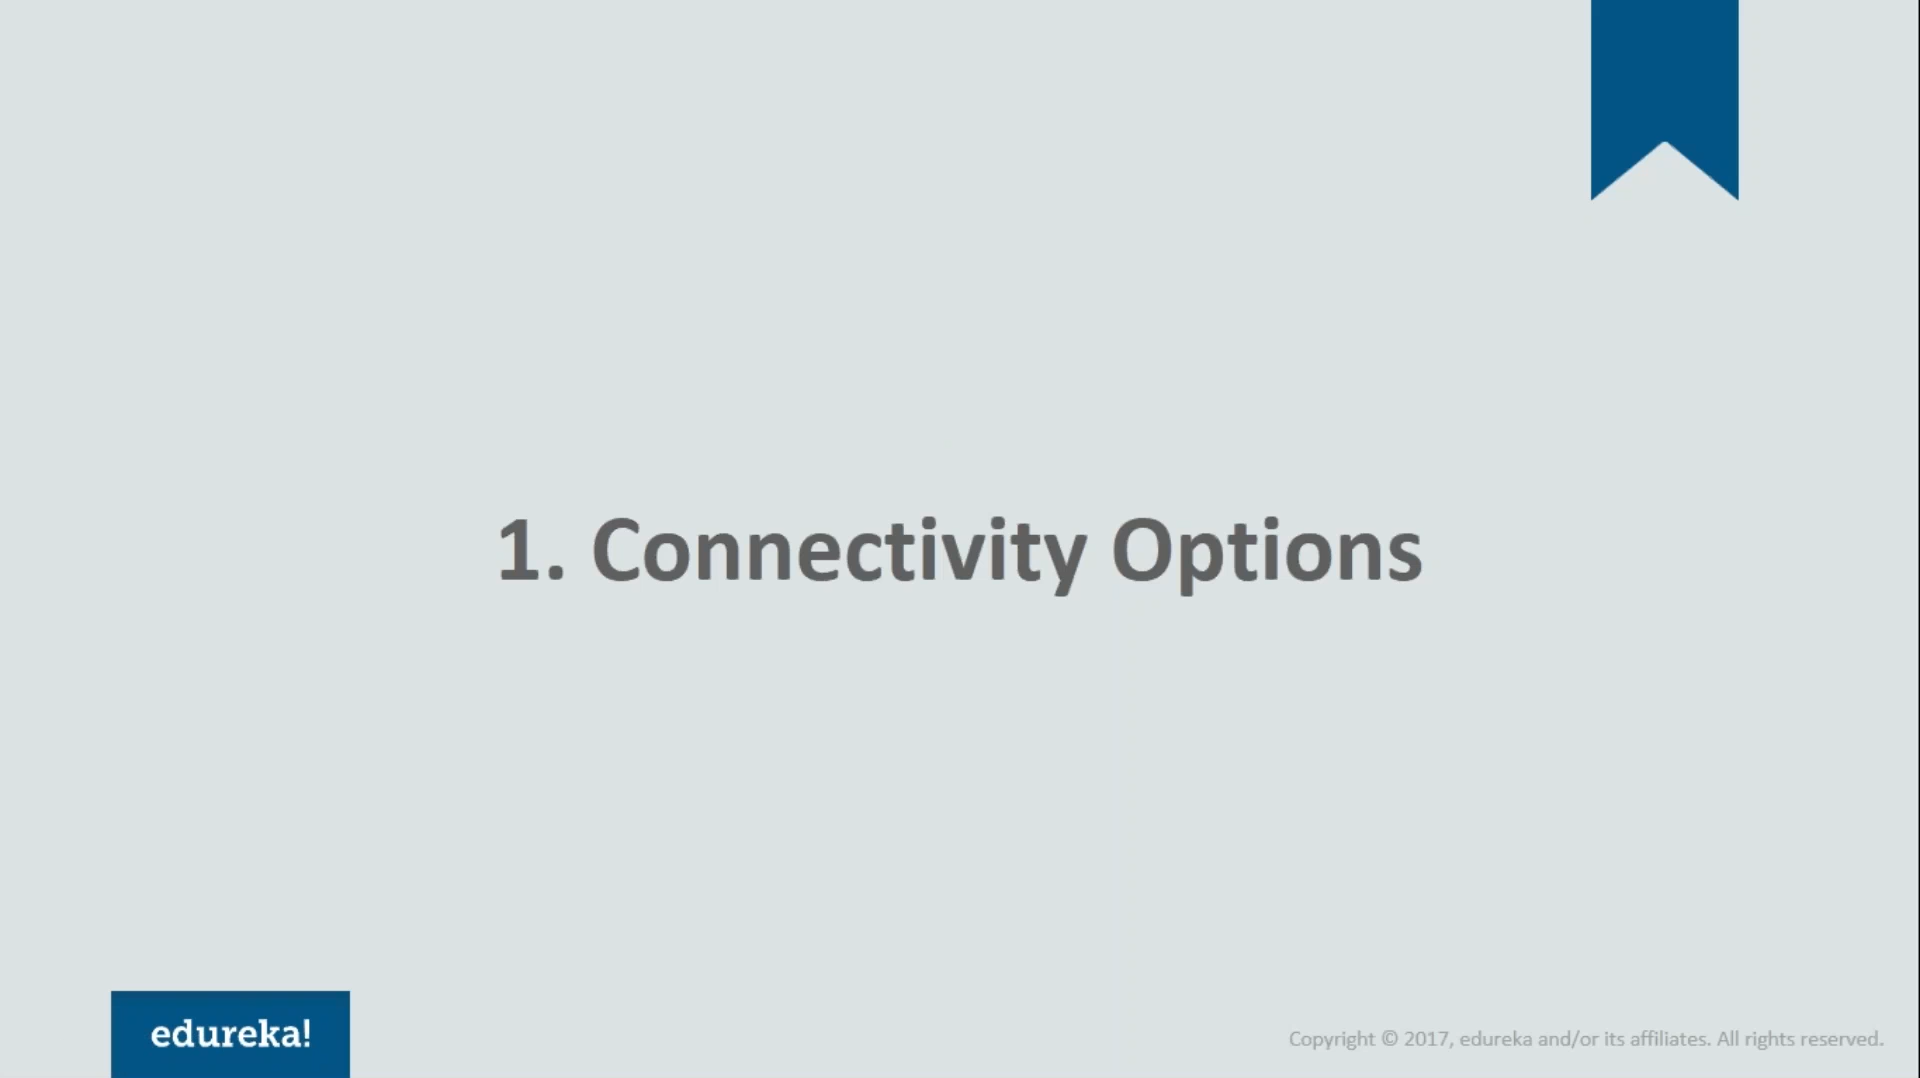 1. Connectivity Options
edureka!
Copyright © 2017, edureka and/or its affiliates. All rights reserved.